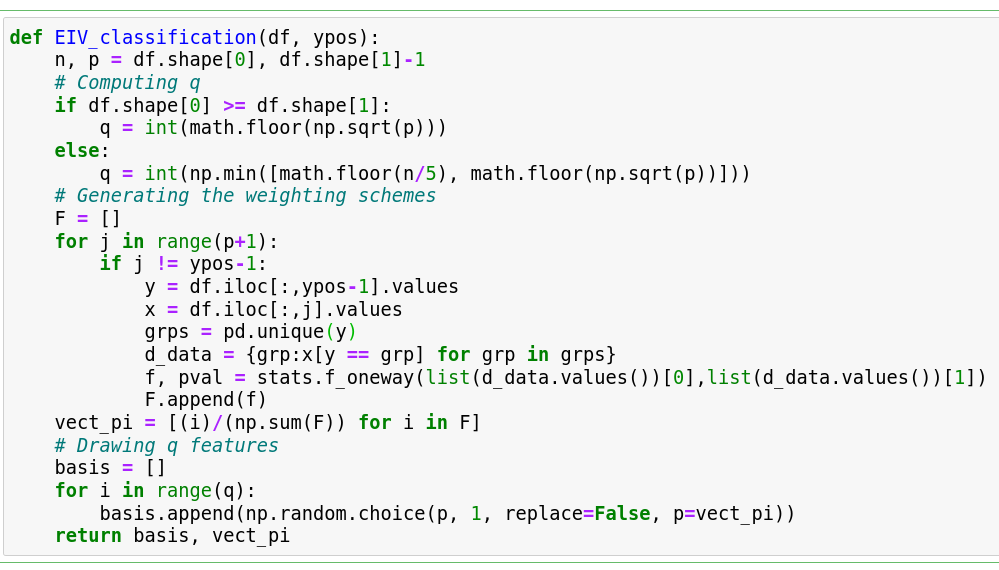 def EIV_classification(df, ypos):
    n, p = df.shape[0], df.shape[1]-1
    # Computing q
    if df.shape[0] >= df.shape[1]:
        q = int(math.floor(np.sqrt(p)))
    else:
        q = int(np.min([math.floor(n/5), math.floor(np.sqrt(p))]))
    # Generating the weighting schemes
    F = []
    for j in range(p+1):
        if j != ypos-1:
            y = df.iloc[:,ypos-1].values
            x = df.iloc[:,j].values
            grps = pd.unique(y)
            d_data = {grp:x[y == grp] for grp in grps}
            f, pval = stats.f_oneway(list(d_data.values())[0],list(d_data.values())[1])
            F.append(f)
    vect_pi = [(i)/(np.sum(F)) for i in F]
    # Drawing q features
    basis = []
    for i in range(q):
        basis.append(np.random.choice(p, 1, replace=False, p=vect_pi))
    return basis, vect_pi